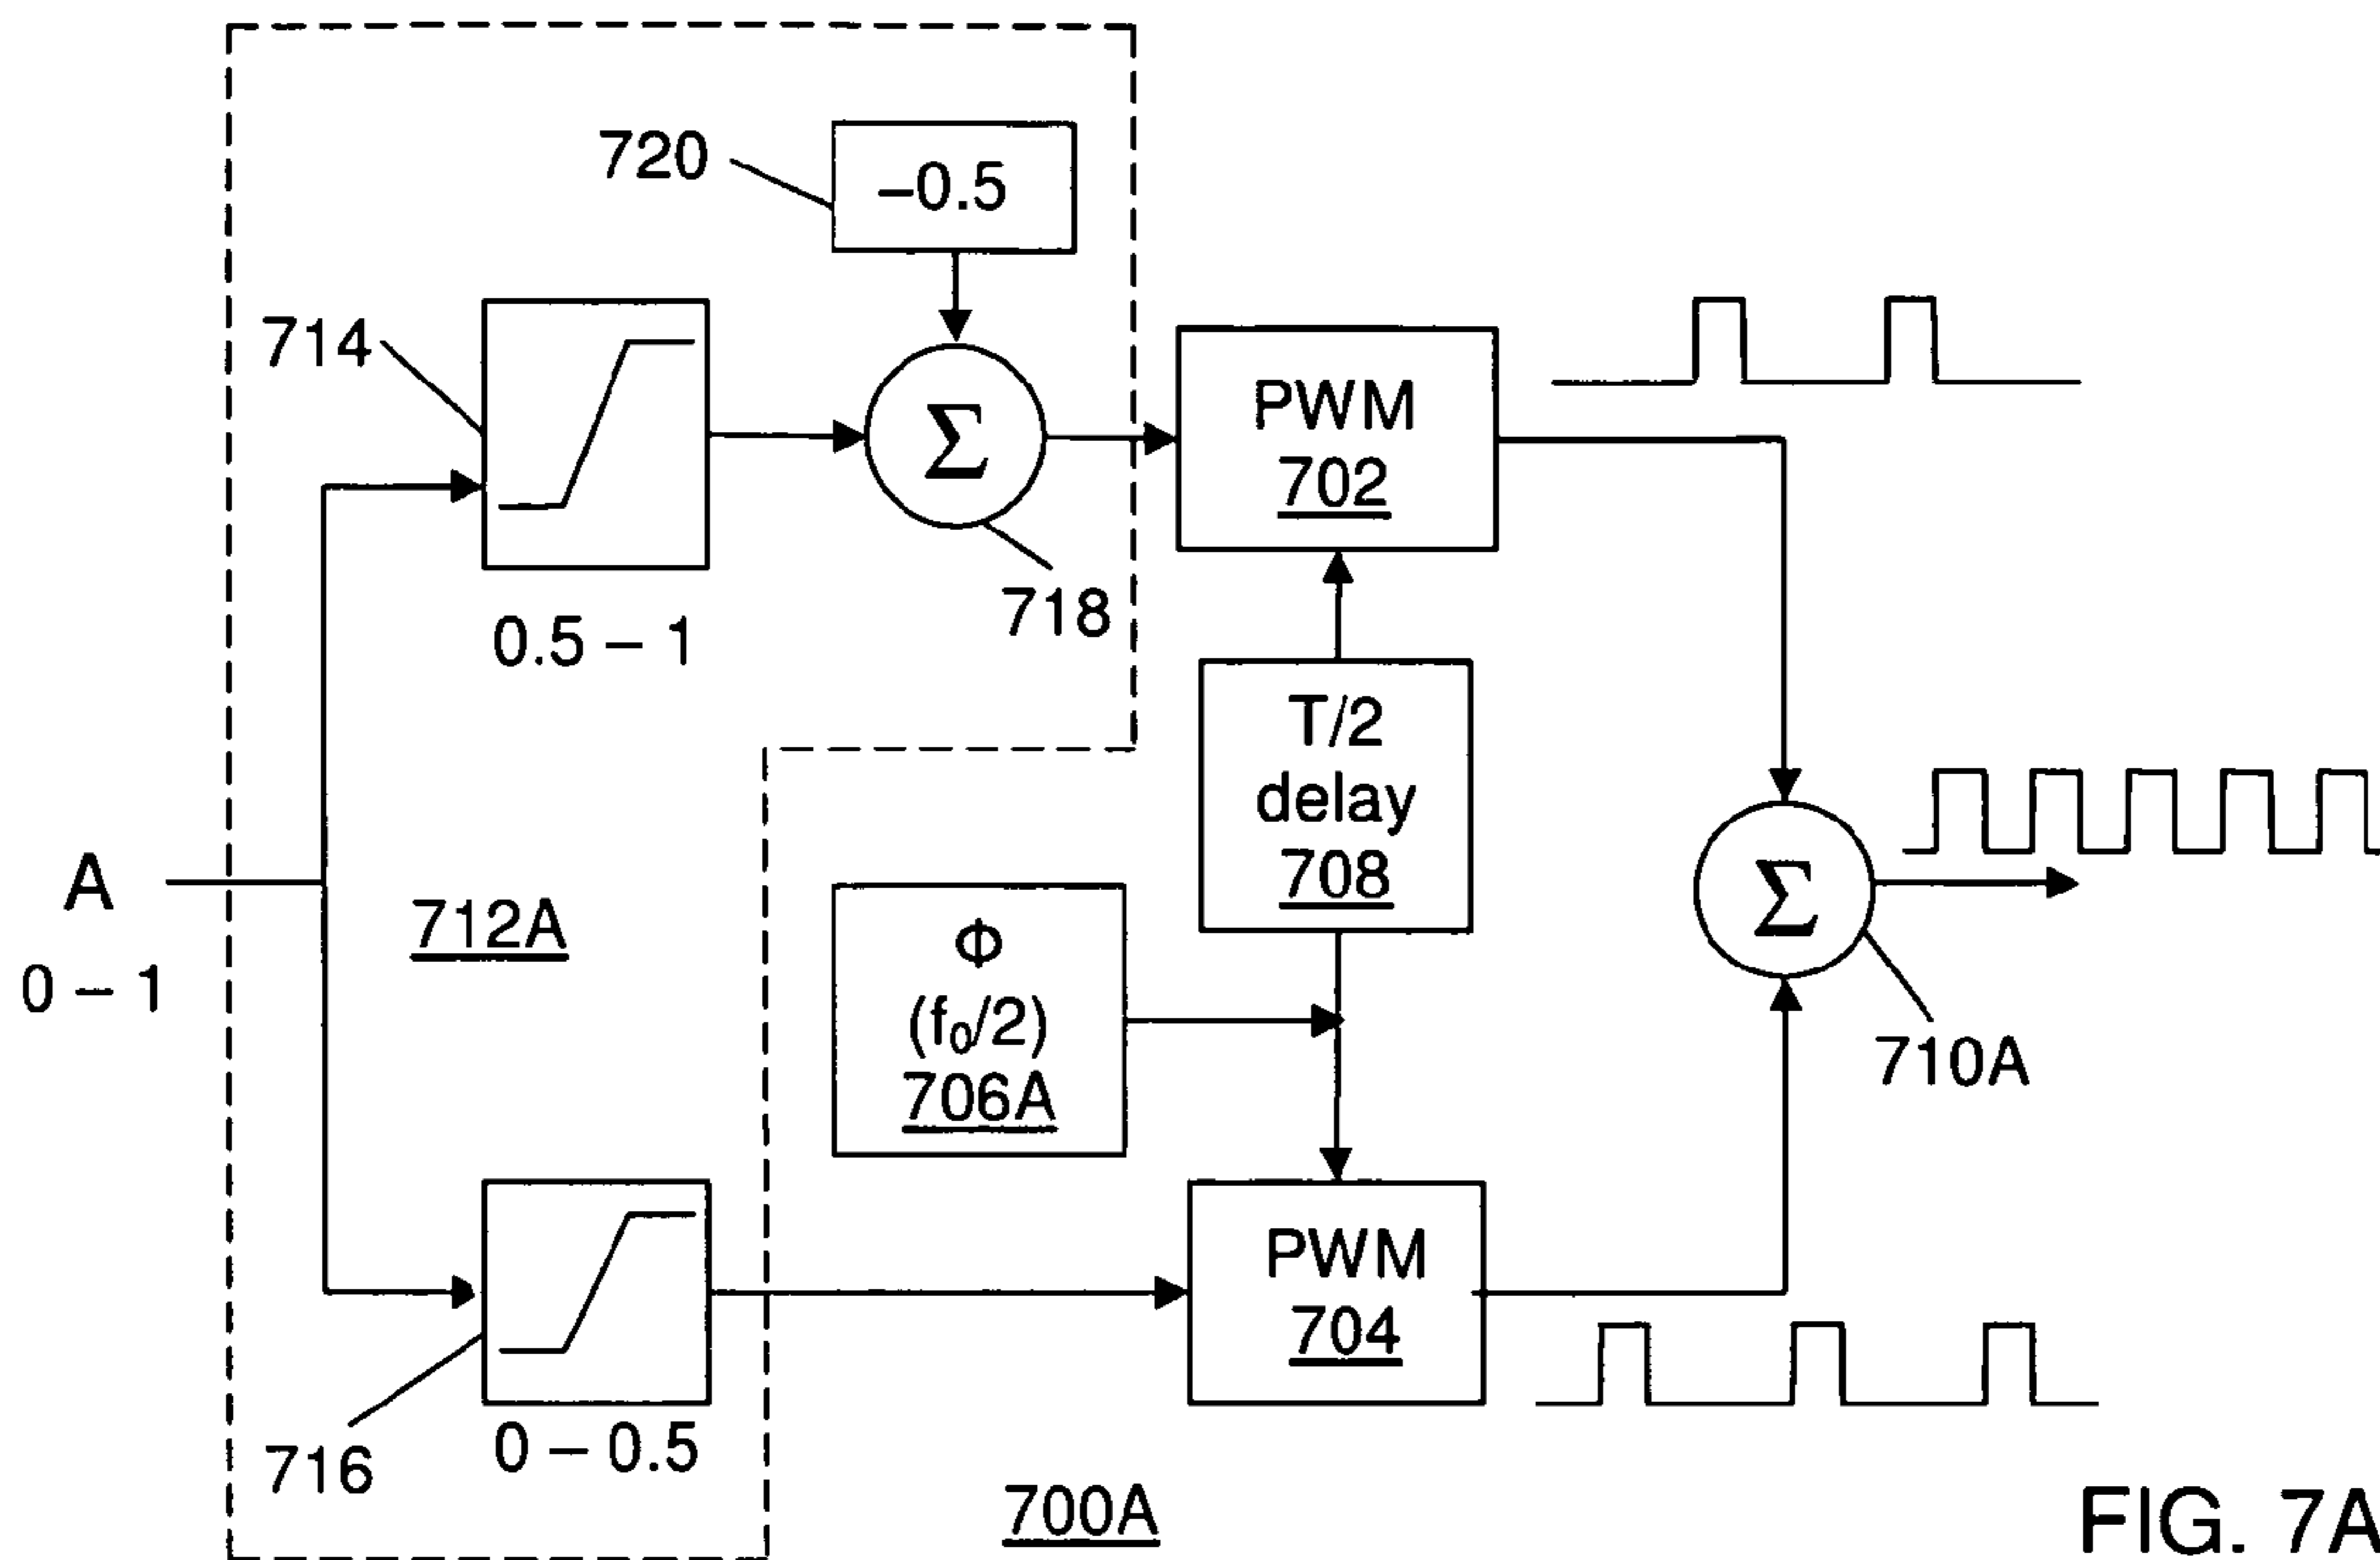 720
–0.5
714
PWM
702
718
0.5 – 1
T/2
delay
708
A
0 – 1
712A
Φ
(f₀/2)
706A
Σ
Σ
710A
PWM
704
716
0 – 0.5
700A
FIG. 7A